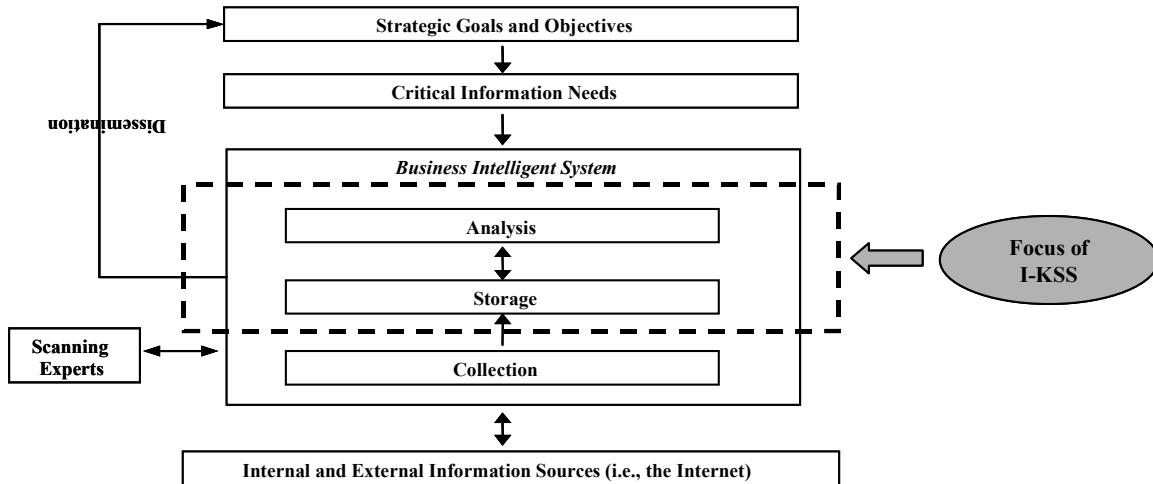 Strategic Goals and Objectives
Critical Information Needs
Dissemination
Business Intelligent System
Analysis
Storage
Collection
Focus of
I-KSS
Scanning
Experts
Internal and External Information Sources (i.e., the Internet)